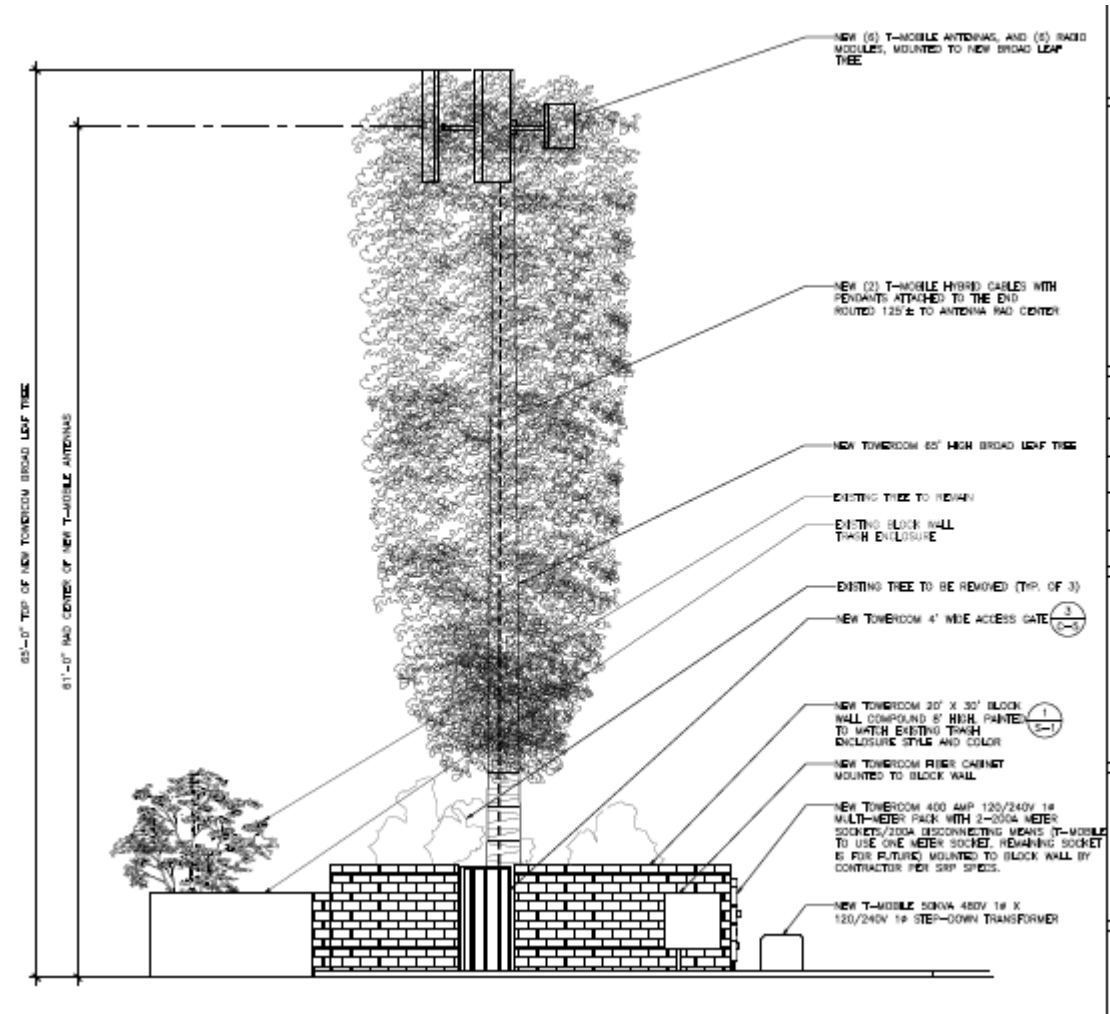 NEW (6) T-MOBILE ANTENNAS, AND (6) RADIO
MODULES, MOUNTED TO NEW BROAD LEAF
TREE
NEW (2) T-MOBILE HYBRID CABLES WITH
PENDANTS ATTACHED TO THE END
ROUTED 125'± TO ANTENNA RAD CENTER
65'-0" TOP OF NEW TOWERCOM BROAD LEAF TREE
61'-0" RAD CENTER OF NEW T-MOBILE ANTENNAS
NEW TOWERCOM 65' HIGH BROAD LEAF TREE
EXISTING TREE TO REMAIN
EXISTING BLOCK WALL
TRASH ENCLOSURE
EXISTING TREE TO BE REMOVED (TYP. OF 3)
NEW TOWERCOM 4' WIDE ACCESS GATE
3
NEW TOWERCOM 20' X 30' BLOCK
WALL COMPOUND 8' HIGH, PAINTED
TO MATCH EXISTING TRASH
ENCLOSURE STYLE AND COLOR
1
S-1
NEW TOWERCOM FIBER CABINET
MOUNTED TO BLOCK WALL
NEW TOWERCOM 400 AMP 120/240V 1ø
MULTI-METER PACK WITH 2-200A METER
SOCKETS/200A DISCONNECTING MEANS (T-MOBILE
TO USE ONE METER SOCKET. REMAINING SOCKET
IS FOR FUTURE) MOUNTED TO BLOCK WALL BY
CONTRACTOR PER SRP SPECS.
NEW T-MOBILE 50KVA 480V 1ø X
120/240V 1ø STEP-DOWN TRANSFORMER